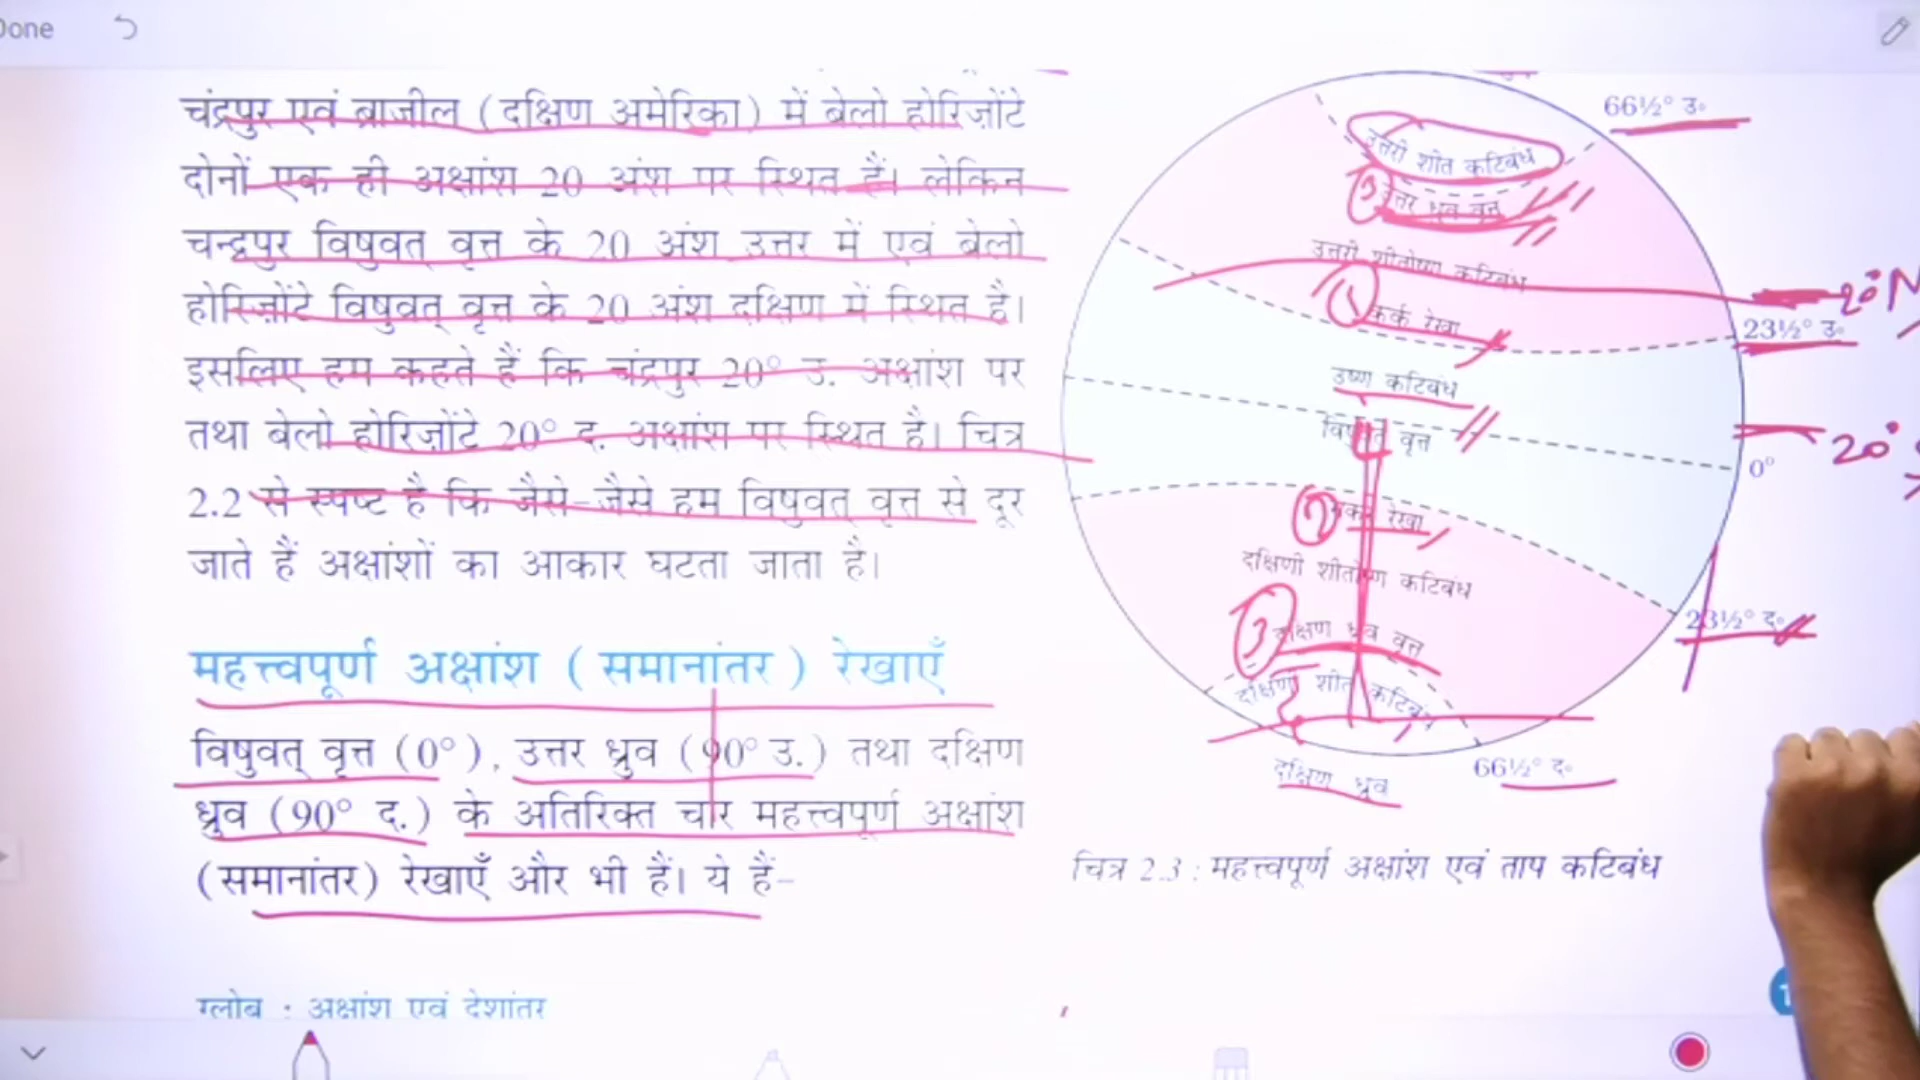 Done
चंद्रपुर एवं ब्राजील (दक्षिण अमेरिका) में बेलो होरिज़ोंटे
दोनों एक ही अक्षांश 20 अंश पर स्थित हैं। लेकिन
चन्द्रपुर विषुवत् वृत्त के 20 अंश उत्तर में एवं बेलो
होरिज़ोंटे विषुवत् वृत्त के 20 अंश दक्षिण में स्थित है।
इसलिए हम कहते हैं कि चंद्रपुर 20° उ. अक्षांश पर
तथा बेलो होरिज़ोंटे 20° द. अक्षांश पर स्थित है। चित्र
2.2 से स्पष्ट है कि जैसे-जैसे हम विषुवत् वृत्त से दूर
जाते हैं अक्षांशों का आकार घटता जाता है।
महत्त्वपूर्ण अक्षांश (समानांतर) रेखाएँ
विषुवत् वृत्त (0°), उत्तर ध्रुव (90° उ.) तथा दक्षिण
ध्रुव (90° द.) के अतिरिक्त चार महत्त्वपूर्ण अक्षांश
(समानांतर) रेखाएँ और भी हैं। ये हैं-
ग्लोब : अक्षांश एवं देशांतर
66½° उ॰
उत्तरी शीत कटिबंध
उत्तर ध्रुव वृत्त
उत्तरी शीतोष्ण कटिबंध
20° N
कर्क रेखा
23½° उ॰
उष्ण कटिबंध
विषुवत् वृत्त
20°
0°
मकर रेखा
दक्षिणी शीतोष्ण कटिबंध
23½° द॰
दक्षिण ध्रुव वृत्त
दक्षिण शीत कटिबंध
66½° द॰
दक्षिण ध्रुव
चित्र 2.3 : महत्त्वपूर्ण अक्षांश एवं ताप कटिबंध